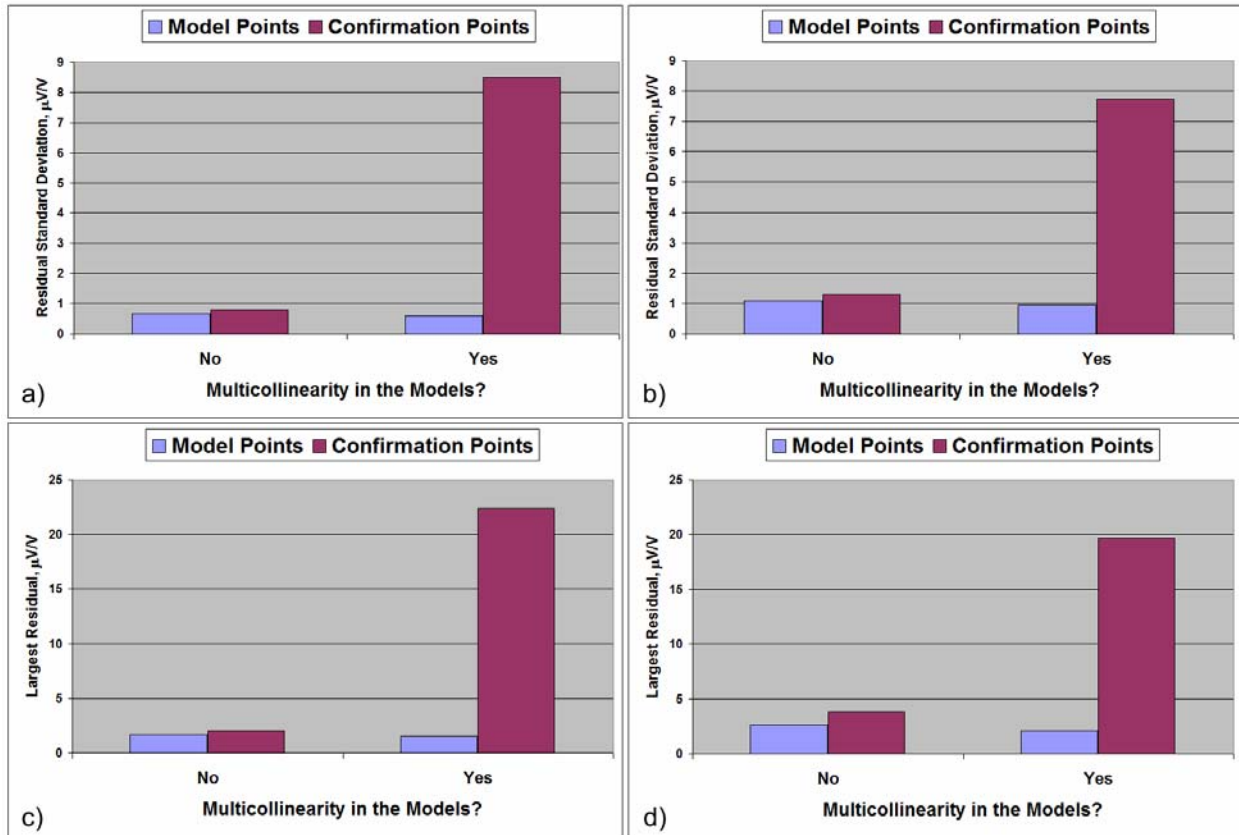 Model Points Confirmation Points
Residual Standard Deviation, µV/V
9
8
7
6
5
4
3
2
1
0
No Yes
Multicollinearity in the Models?
a)
Model Points Confirmation Points
Residual Standard Deviation, µV/V
9
8
7
6
5
4
3
2
1
0
No Yes
Multicollinearity in the Models?
b)
Model Points Confirmation Points
Largest Residual, µV/V
25
20
15
10
5
0
No Yes
Multicollinearity in the Models?
c)
Model Points Confirmation Points
Largest Residual, µV/V
25
20
15
10
5
0
No Yes
Multicollinearity in the Models?
d)